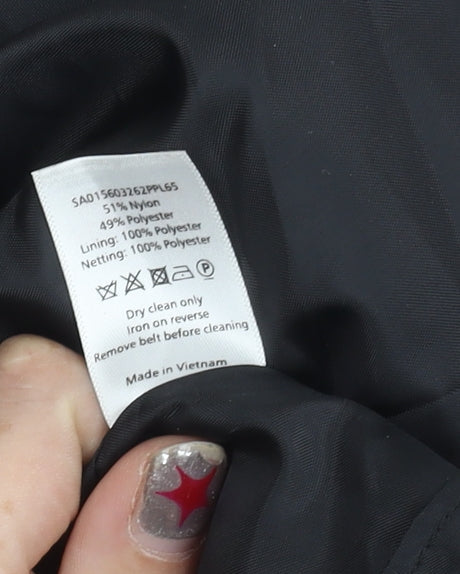 SA015603262PPL65
51% Nylon
49% Polyester
Lining: 100% Polyester
Netting: 100% Polyester
P
Dry clean only
Iron on reverse
Remove belt before cleaning
Made in Vietnam